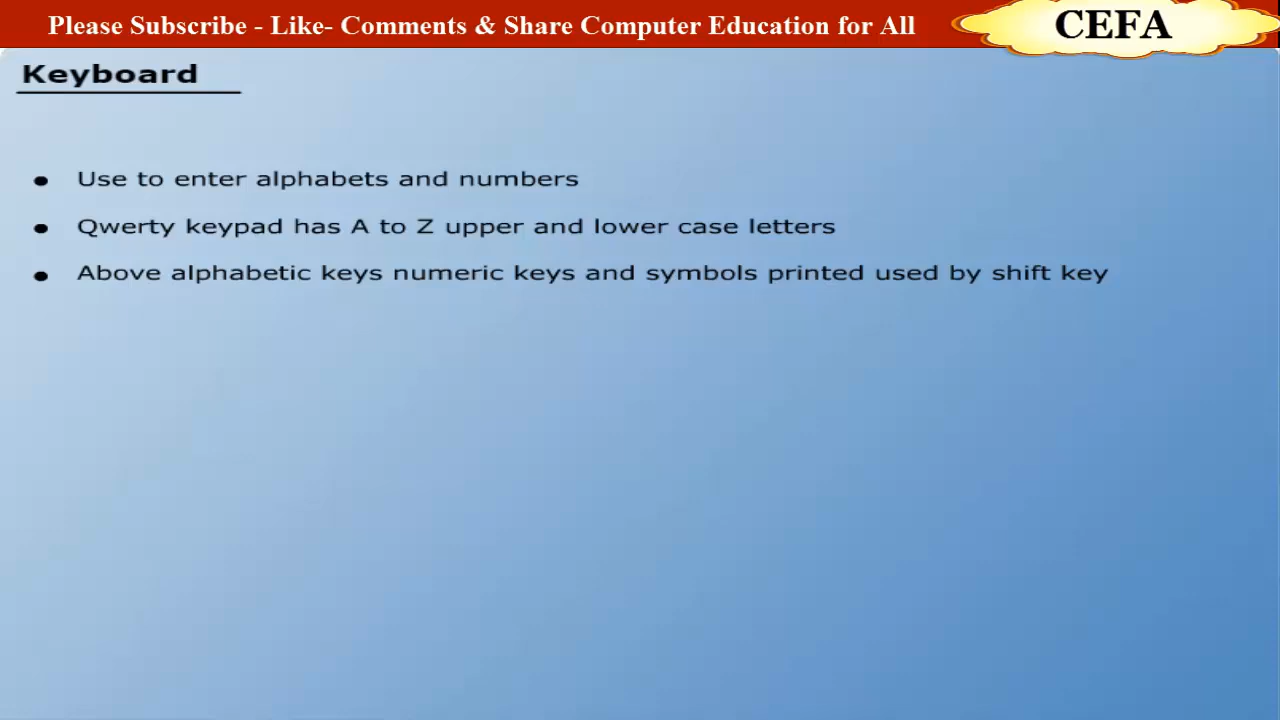 Please Subscribe - Like- Comments & Share Computer Education for All
CEFA
Keyboard
• Use to enter alphabets and numbers
• Qwerty keypad has A to Z upper and lower case letters
• Above alphabetic keys numeric keys and symbols printed used by shift key